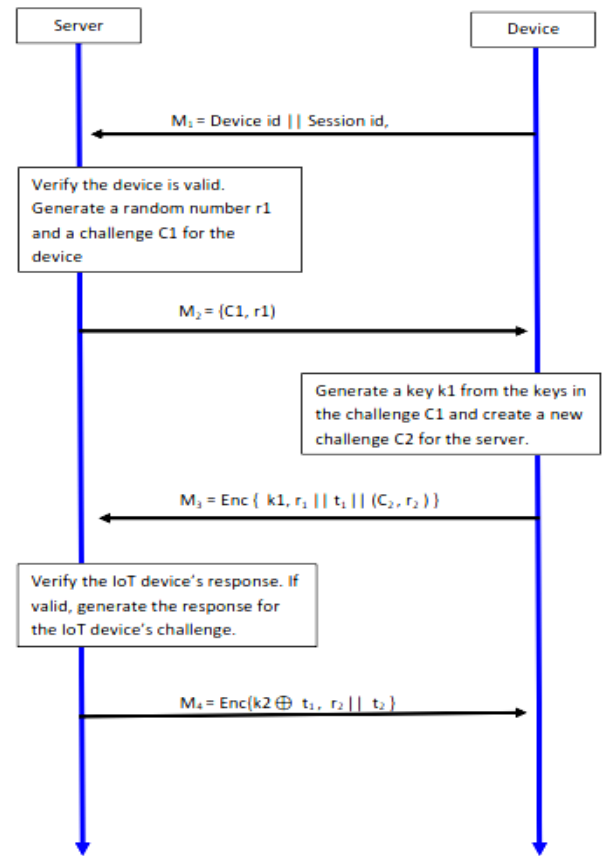 Server
Device
M₁ = Device id || Session id,
Verify the device is valid.
Generate a random number r1
and a challenge C1 for the
device
M₂ = {C1, r1)
Generate a key k1 from the keys in
the challenge C1 and create a new
challenge C2 for the server.
M₃ = Enc { k1, r₁ || t₁ || (C₂, r₂ ) }
Verify the IoT device's response. If
valid, generate the response for
the IoT device's challenge.
M₄ = Enc{k2 ⊕ t₁, r₂ || t₂ }